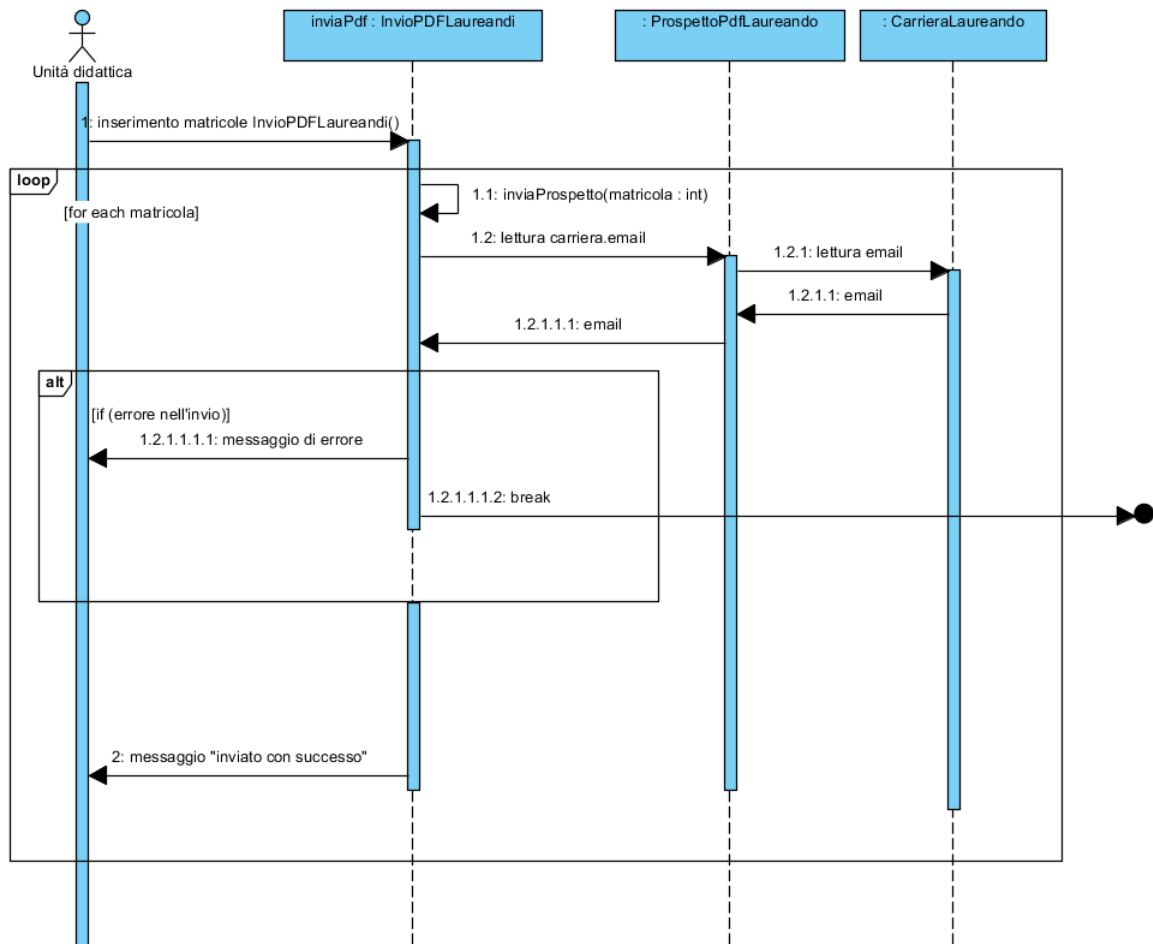 inviaPdf : InvioPDFLaureandi
: ProspettoPdfLaureando
: CarrieraLaureando
Unità didattica
1: inserimento matricole InvioPDFLaureandi()
loop
[for each matricola]
1.1: inviaProspetto(matricola : int)
1.2: lettura carriera.email
1.2.1: lettura email
1.2.1.1: email
1.2.1.1.1: email
alt
[if (errore nell'invio)]
1.2.1.1.1.1: messaggio di errore
1.2.1.1.1.2: break
2: messaggio "inviato con successo"